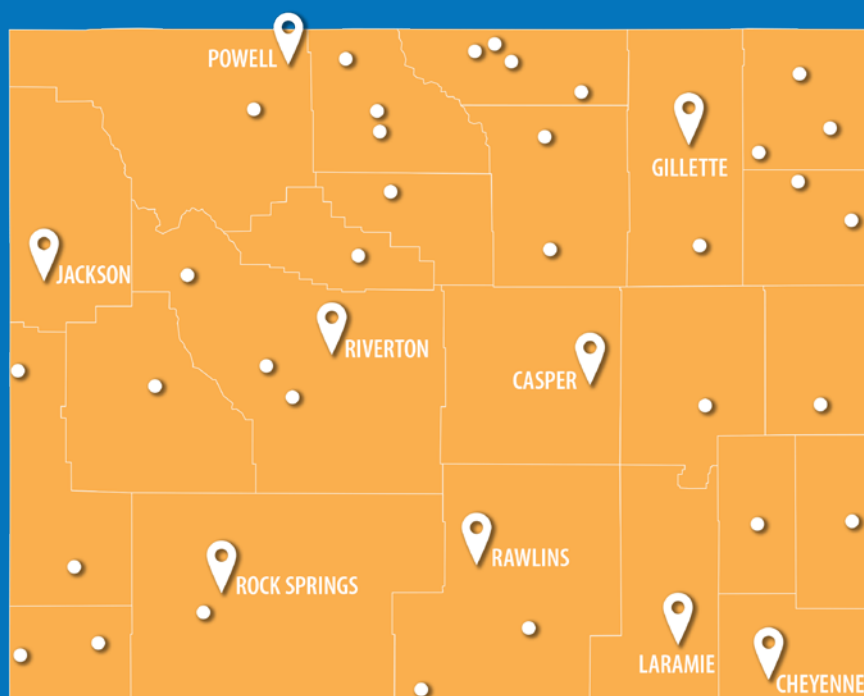 POWELL
GILLETTE
JACKSON
RIVERTON
CASPER
RAWLINS
ROCK SPRINGS
LARAMIE
CHEYENNE